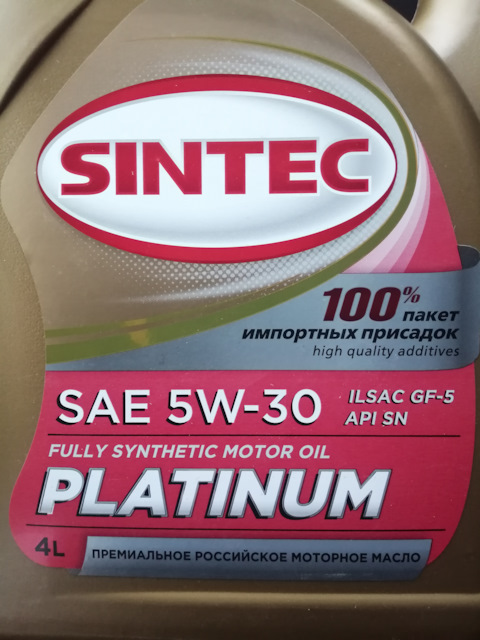 SINTEC
100% пакет
импортных присадок
high quality additives
SAE 5W-30 ILSAC GF-5
API SN
FULLY SYNTHETIC MOTOR OIL
PLATINUM
4L ПРЕМИАЛЬНОЕ РОССИЙСКОЕ МОТОРНОЕ МАСЛО